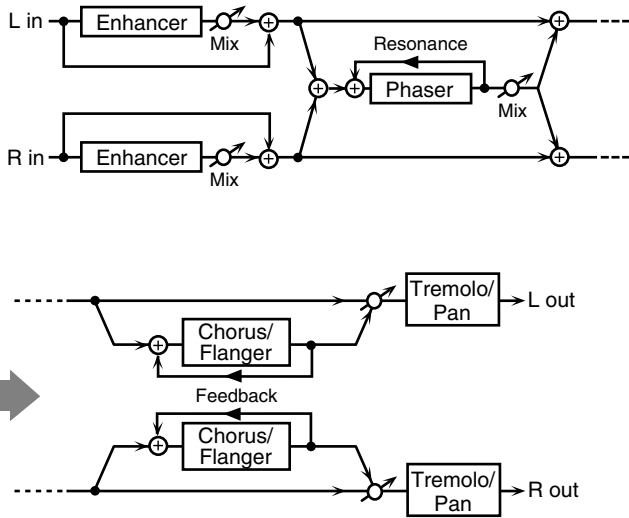 L in
Enhancer
Mix
Resonance
Phaser
Mix
R in
Enhancer
Mix
Chorus/
Flanger
Tremolo/
Pan
L out
Feedback
Chorus/
Flanger
Tremolo/
Pan
R out